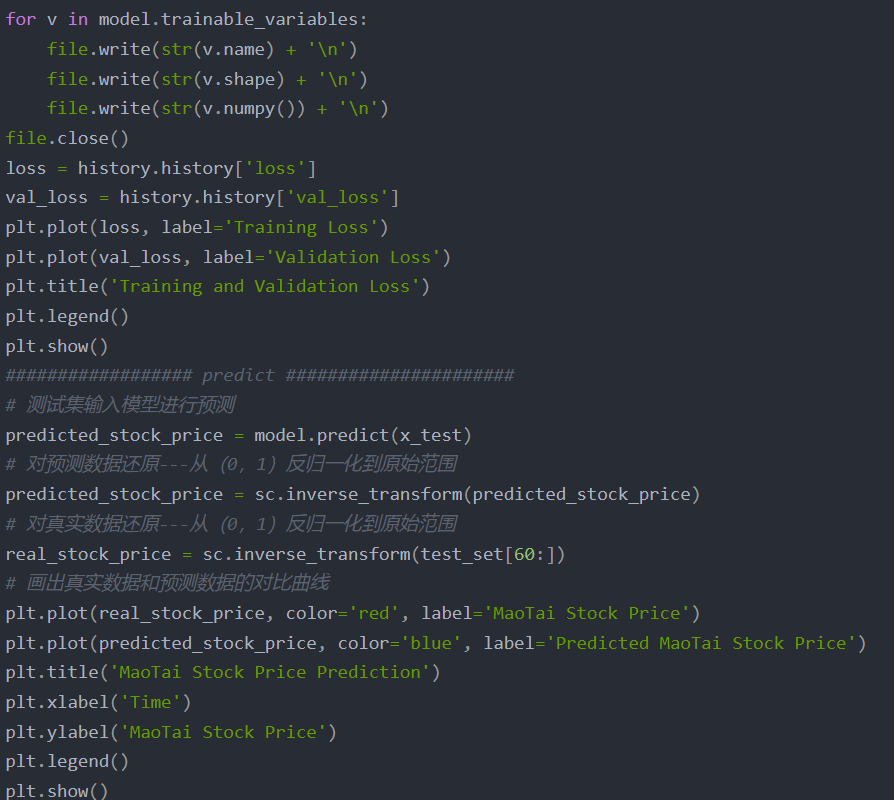 for v in model.trainable_variables:
    file.write(str(v.name) + '\n')
    file.write(str(v.shape) + '\n')
    file.write(str(v.numpy()) + '\n')
file.close()
loss = history.history['loss']
val_loss = history.history['val_loss']
plt.plot(loss, label='Training Loss')
plt.plot(val_loss, label='Validation Loss')
plt.title('Training and Validation Loss')
plt.legend()
plt.show()
################## predict ######################
# 测试集输入模型进行预测
predicted_stock_price = model.predict(x_test)
# 对预测数据还原---从（0，1）反归一化到原始范围
predicted_stock_price = sc.inverse_transform(predicted_stock_price)
# 对真实数据还原---从（0，1）反归一化到原始范围
real_stock_price = sc.inverse_transform(test_set[60:])
# 画出真实数据和预测数据的对比曲线
plt.plot(real_stock_price, color='red', label='MaoTai Stock Price')
plt.plot(predicted_stock_price, color='blue', label='Predicted MaoTai Stock Price')
plt.title('MaoTai Stock Price Prediction')
plt.xlabel('Time')
plt.ylabel('MaoTai Stock Price')
plt.legend()
plt.show()